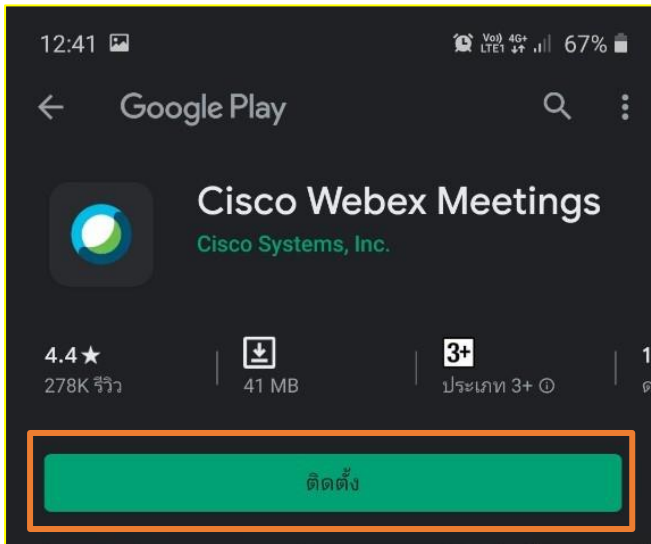 12:41 67%
Vo) 4G+
LTE1
Google Play
Cisco Webex Meetings
Cisco Systems, Inc.
4.4★ 3+ 1
278K รีวิว 41 MB ประเภท 3+
ติดตั้ง